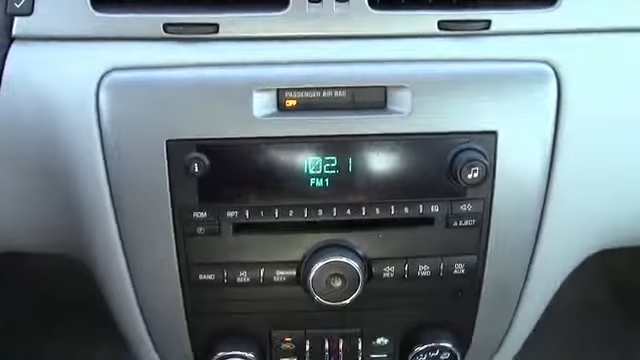 PASSENGER AIR BAG
OFF
102.1
FM1
RDM RPT 1 2 3 4 5 6 EQ
EJECT
BAND SEEK SEEK REV FWD CD/AUX